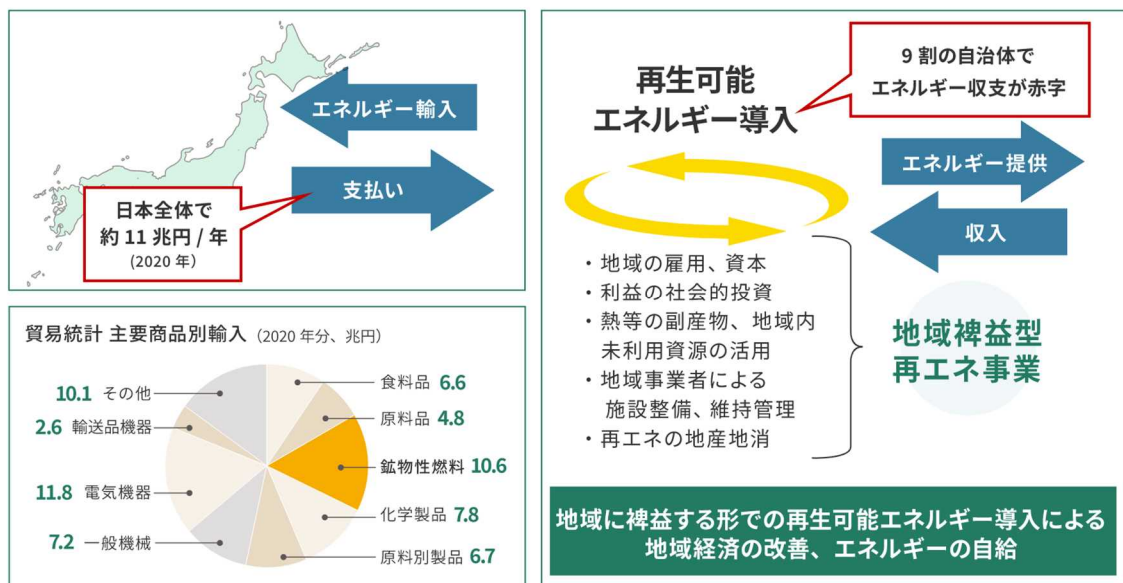 エネルギー輸入
支払い
日本全体で
約 11 兆円 / 年
(2020 年)
貿易統計 主要商品別輸入 (2020 年分、兆円)
食料品 6.6
原料品 4.8
鉱物性燃料 10.6
化学製品 7.8
原料別製品 6.7
7.2 一般機械
11.8 電気機器
2.6 輸送品機器
10.1 その他
再生可能
エネルギー導入
9 割の自治体で
エネルギー収支が赤字
エネルギー提供
収入
・地域の雇用、資本
・利益の社会的投資
・熱等の副産物、地域内
未利用資源の活用
・地域事業者による
施設整備、維持管理
・再エネの地産地消
地域裨益型
再エネ事業
地域に裨益する形での再生可能エネルギー導入による
地域経済の改善、エネルギーの自給